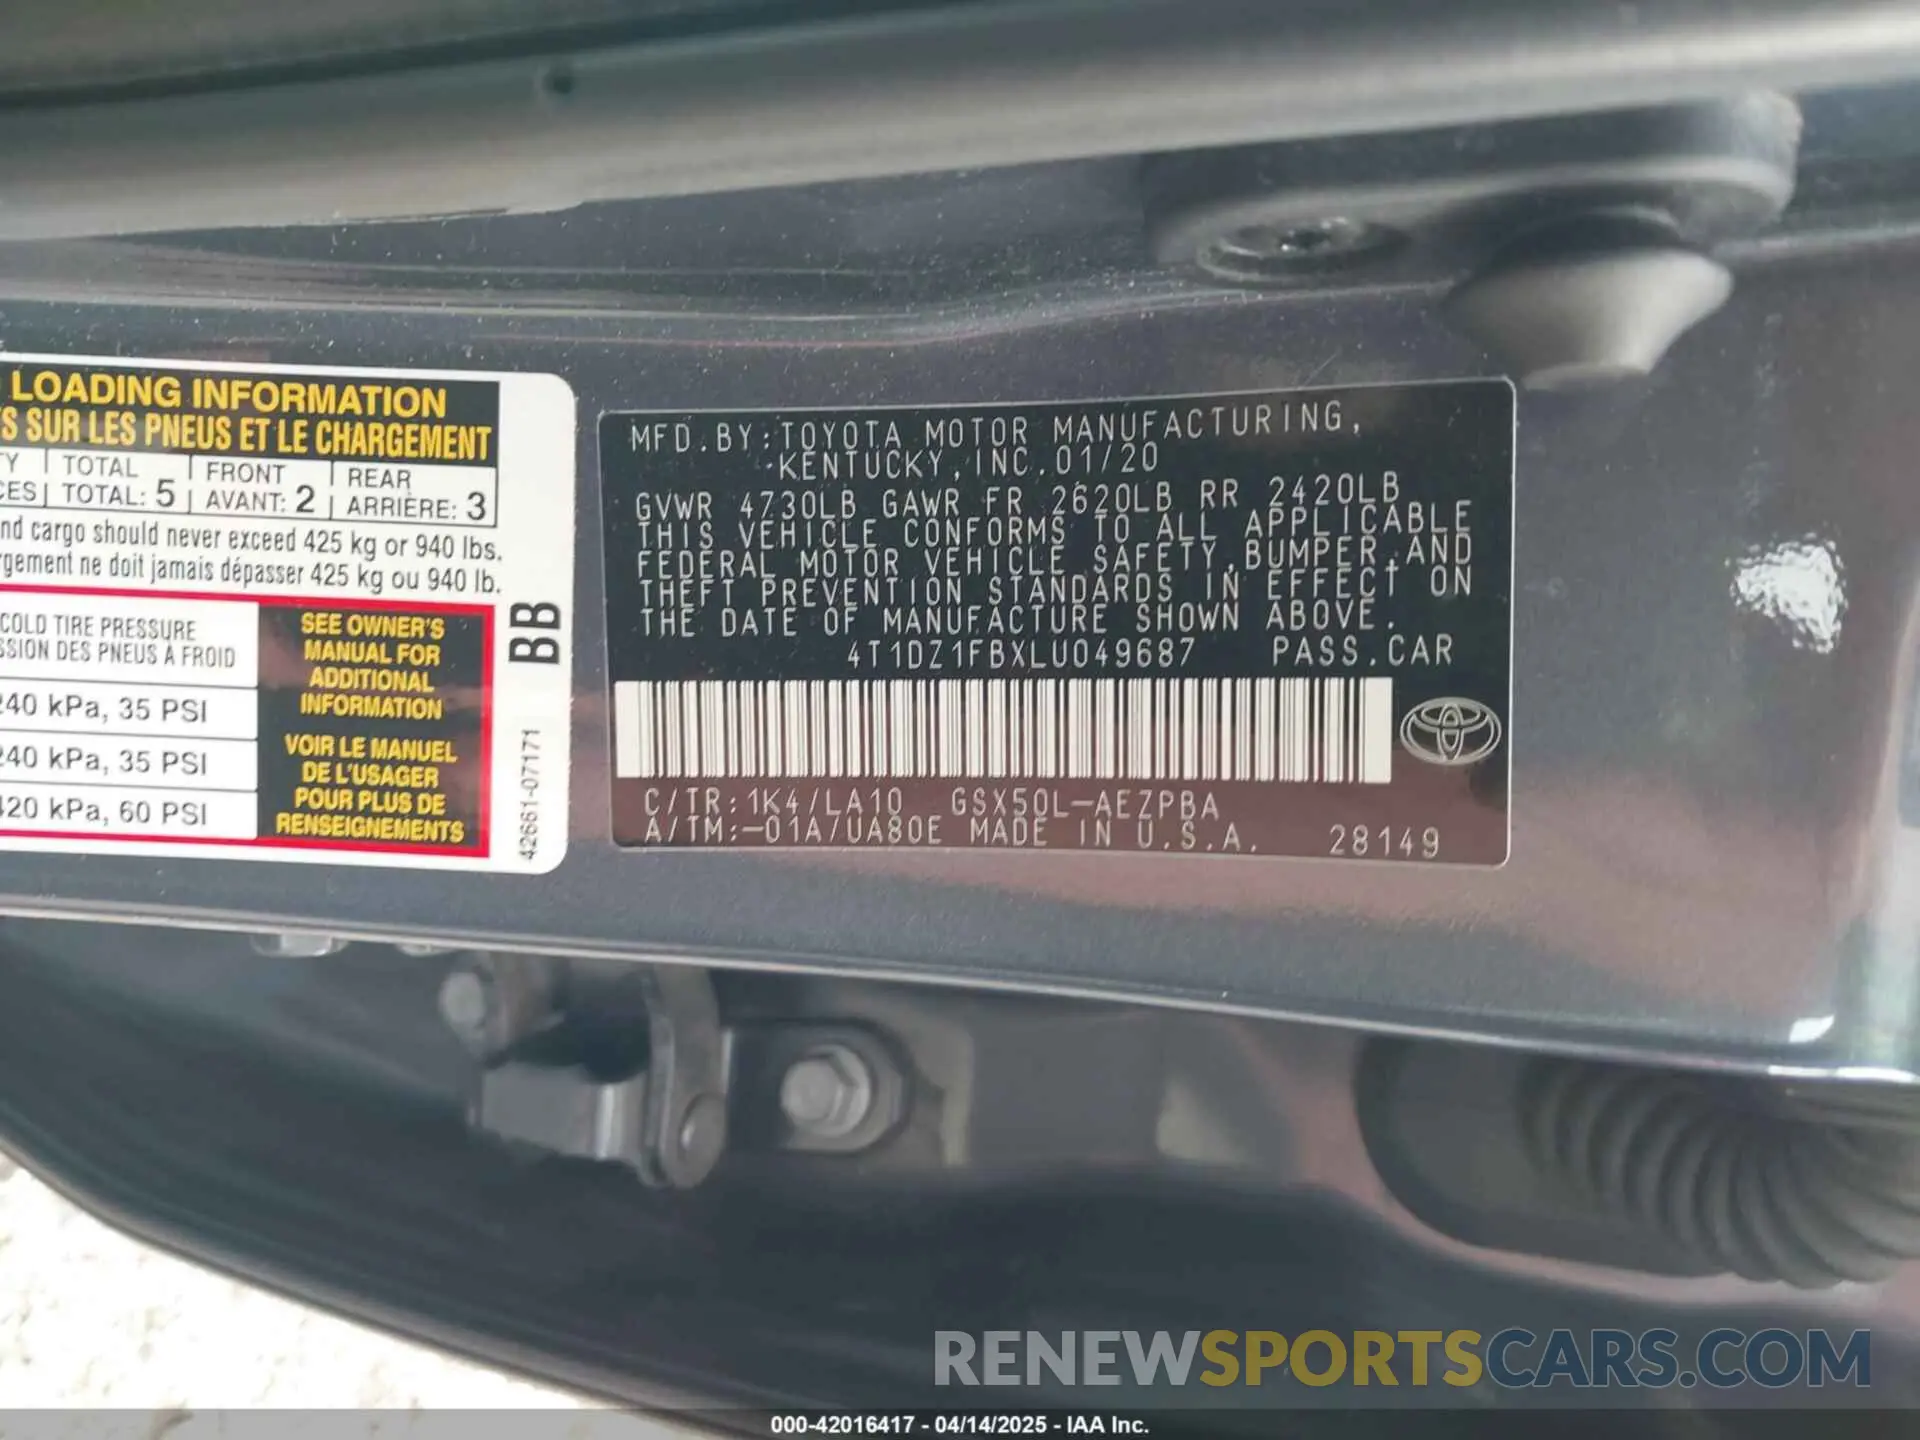 LOADING INFORMATION
S SUR LES PNEUS ET LE CHARGEMENT
TOTAL FRONT REAR
TOTAL: 5 AVANT: 2 ARRIÈRE: 3
nd cargo should never exceed 425 kg or 940 lbs.
gement ne doit jamais dépasser 425 kg ou 940 lb.
COLD TIRE PRESSURE
SSION DES PNEUS À FROID
240 kPa, 35 PSI
240 kPa, 35 PSI
420 kPa, 60 PSI
SEE OWNER'S
MANUAL FOR
ADDITIONAL
INFORMATION
VOIR LE MANUEL
DE L'USAGER
POUR PLUS DE
RENSEIGNEMENTS
BB
42661-07171
MFD.BY:TOYOTA MOTOR MANUFACTURING,
KENTUCKY,INC.01/20
GVWR 4730LB GAWR FR 2620LB RR 2420LB
THIS VEHICLE CONFORMS TO ALL APPLICABLE
FEDERAL MOTOR VEHICLE SAFETY,BUMPER,AND
THEFT PREVENTION STANDARDS IN EFFECT ON
THE DATE OF MANUFACTURE SHOWN ABOVE.
4T1DZ1FBXLU049687 PASS.CAR
C/TR:1K4/LA10 GSX50L-AEZPBA
A/TM:-01A/UA80E MADE IN U.S.A. 28149
RENEWSPORTSCARS.COM
000-42016417 - 04/14/2025 - IAA Inc.